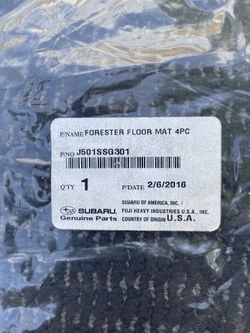 P/NAME FORESTER FLOOR MAT 4PC
P/NO J501SSG301
QTY 1 P/DATE 2/6/2016
SUBARU OF AMERICA, INC. /
SUBARU FUJI HEAVY INDUSTRIES U.S.A., INC.
Genuine Parts COUNTRY OF ORIGIN U.S.A.